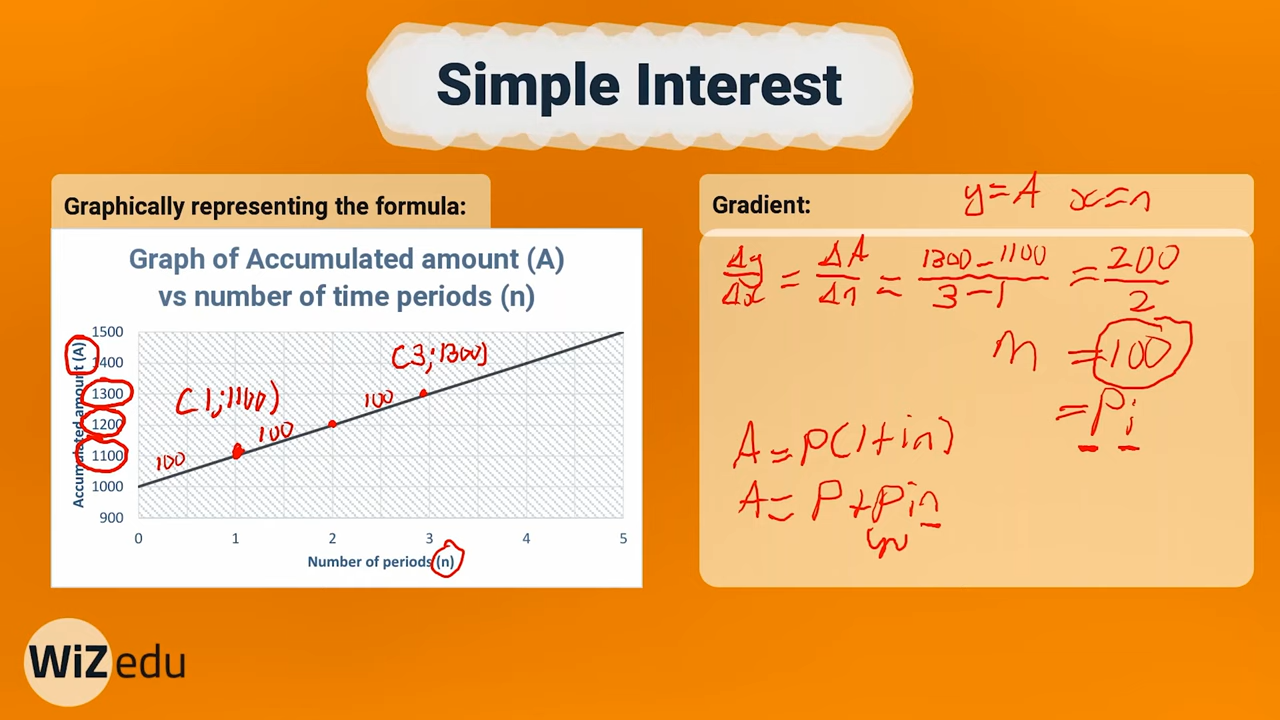 Simple Interest
Graphically representing the formula:
Graph of Accumulated amount (A)
vs number of time periods (n)
Accumulated amount (A)
1500
1400
1300
1200
1100
1000
900
(1;1100)
(3;1300)
100
100
100
0 1 2 3 4 5
Number of periods (n)
Gradient:
y=A x=n
Δy/Δx = ΔA/Δn = 1300-1100/3-1 = 200/2
m =100
=Pi
A=P(1+in)
A= P+Pin
m
WiZedu